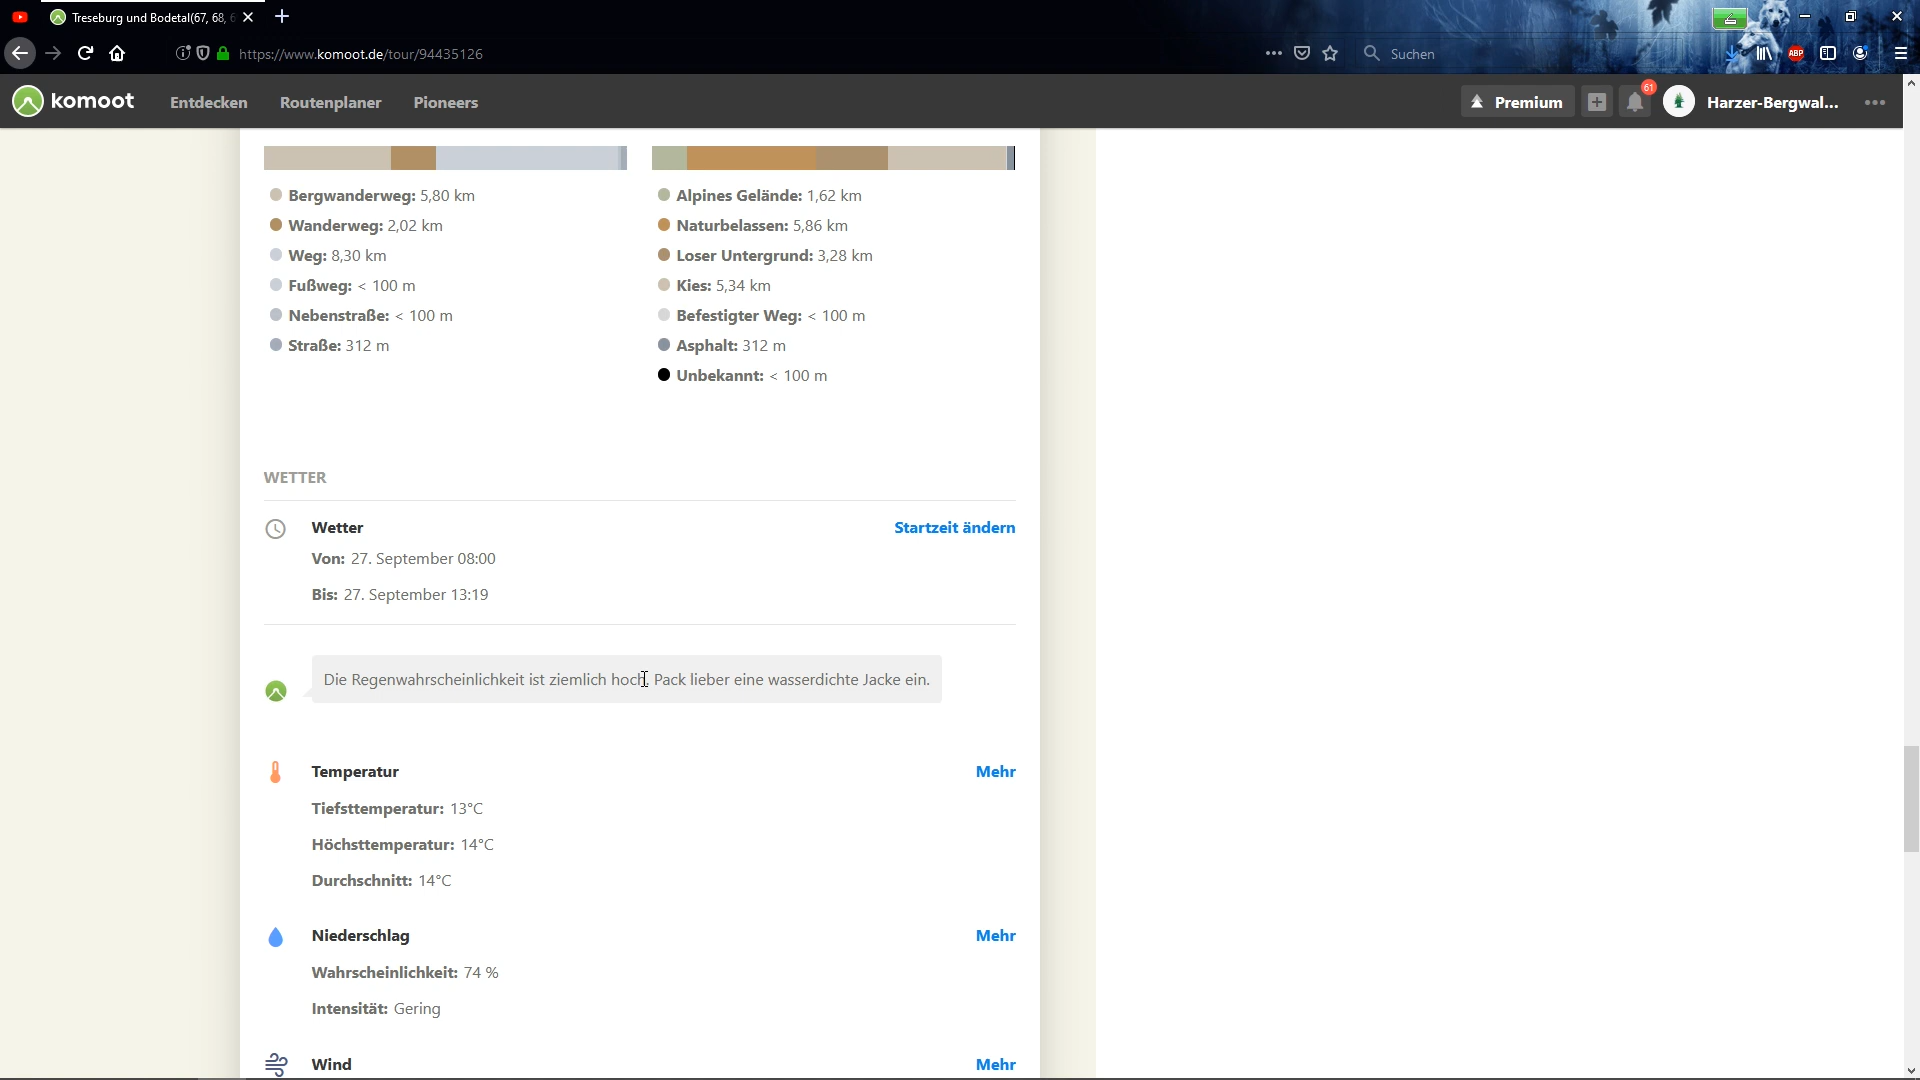 Treseburg und Bodetal(67, 68, 6
https://www.komoot.de/tour/94435126
Suchen
ABP
komoot
Entdecken
Routenplaner
Pioneers
Premium
61
Harzer-Bergwal...
Bergwanderweg: 5,80 km
Wanderweg: 2,02 km
Weg: 8,30 km
Fußweg: < 100 m
Nebenstraße: < 100 m
Straße: 312 m
Alpines Gelände: 1,62 km
Naturbelassen: 5,86 km
Loser Untergrund: 3,28 km
Kies: 5,34 km
Befestigter Weg: < 100 m
Asphalt: 312 m
Unbekannt: < 100 m
WETTER
Wetter
Startzeit ändern
Von: 27. September 08:00
Bis: 27. September 13:19
Die Regenwahrscheinlichkeit ist ziemlich hoch. Pack lieber eine wasserdichte Jacke ein.
Temperatur
Mehr
Tiefsttemperatur: 13°C
Höchsttemperatur: 14°C
Durchschnitt: 14°C
Niederschlag
Mehr
Wahrscheinlichkeit: 74 %
Intensität: Gering
Wind
Mehr